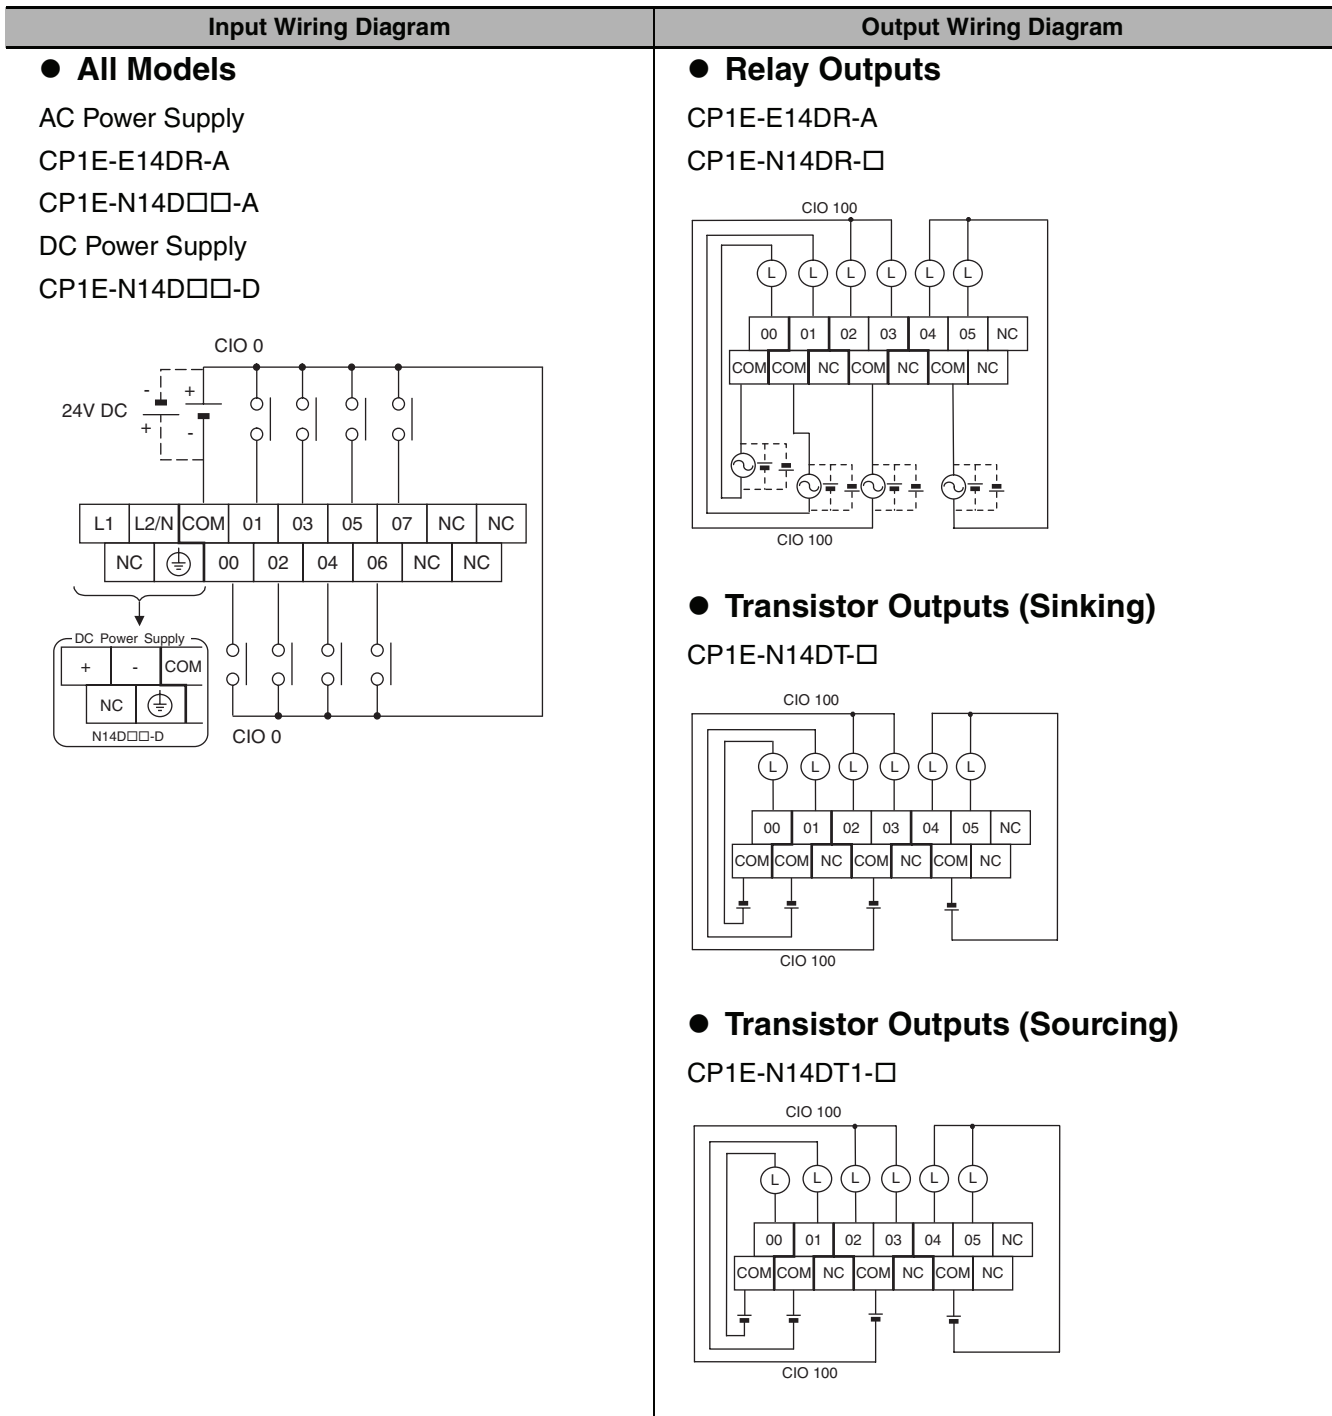 Input Wiring Diagram
Output Wiring Diagram
● All Models
AC Power Supply
CP1E-E14DR-A
CP1E-N14D□□-A
DC Power Supply
CP1E-N14D□□-D
CIO 0
24V DC
- +
+ -
L1 L2/N COM 01 03 05 07 NC NC
NC 00 02 04 06 NC NC
DC Power Supply
+ - COM
NC
N14D□□-D
CIO 0
● Relay Outputs
CP1E-E14DR-A
CP1E-N14DR-□
CIO 100
L L L L L L
00 01 02 03 04 05 NC
COM COM NC COM NC COM NC
CIO 100
● Transistor Outputs (Sinking)
CP1E-N14DT-□
CIO 100
L L L L L L
00 01 02 03 04 05 NC
COM COM NC COM NC COM NC
CIO 100
● Transistor Outputs (Sourcing)
CP1E-N14DT1-□
CIO 100
L L L L L L
00 01 02 03 04 05 NC
COM COM NC COM NC COM NC
CIO 100